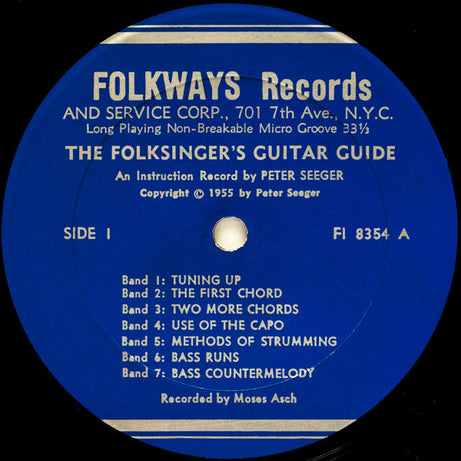 FOLKWAYS Records
AND SERVICE CORP., 701 7th Ave., N.Y.C.
Long Playing Non-Breakable Micro Groove 33⅓
THE FOLKSINGER'S GUITAR GUIDE
An Instruction Record by PETER SEEGER
Copyright © 1955 by Peter Seeger
SIDE 1 FI 8354 A
Band 1: TUNING UP
Band 2: THE FIRST CHORD
Band 3: TWO MORE CHORDS
Band 4: USE OF THE CAPO
Band 5: METHODS OF STRUMMING
Band 6: BASS RUNS
Band 7: BASS COUNTERMELODY
Recorded by Moses Asch